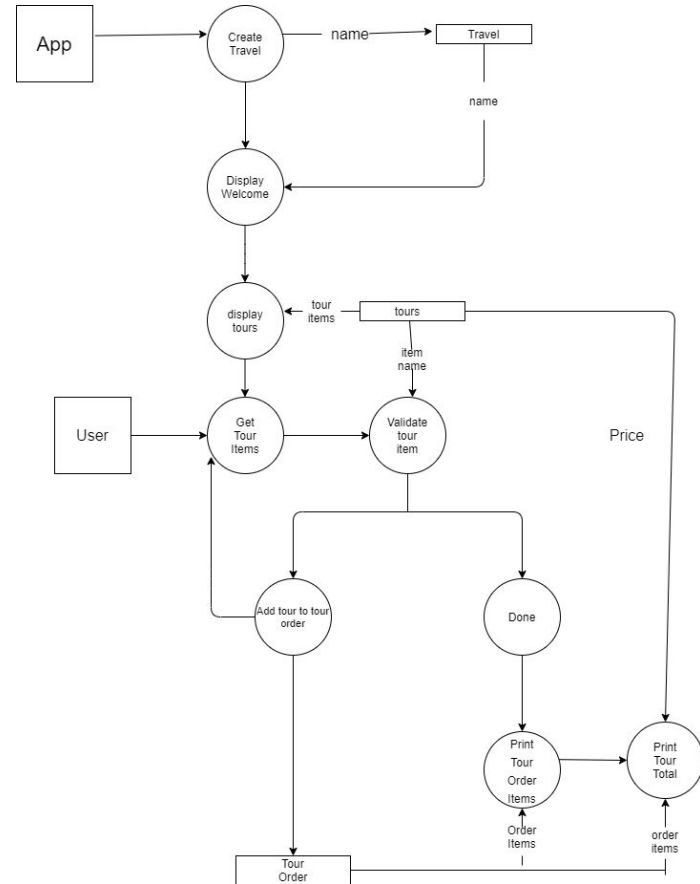 App
Create
Travel
name
Travel
name
Display
Welcome
display
tours
tour
items
tours
item
name
User
Get
Tour
Items
Validate
tour
item
Price
Add tour to tour
order
Done
Print
Tour
Order
Items
Print
Tour
Total
Order
Items
order
items
Tour
Order